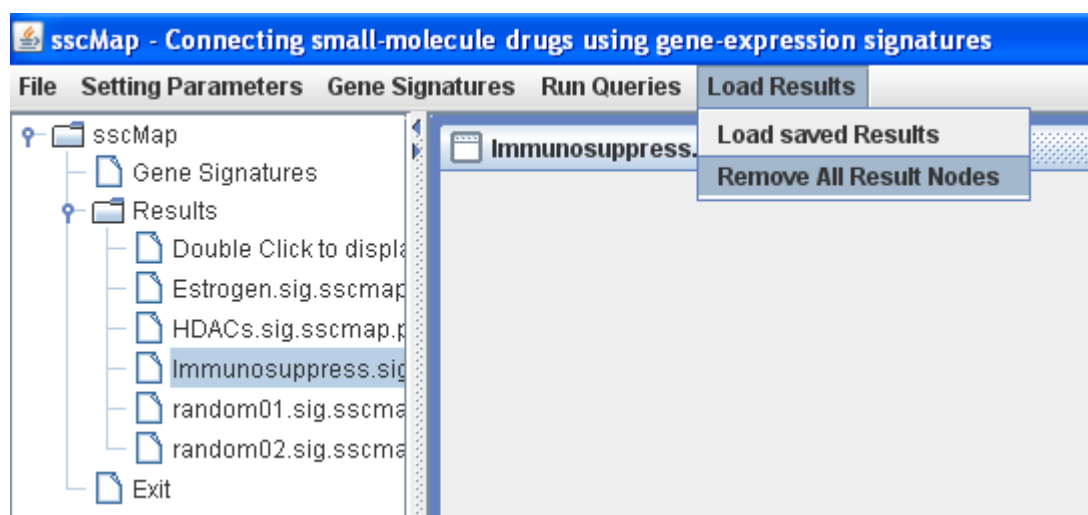 sscMap - Connecting small-molecule drugs using gene-expression signatures
File Setting Parameters Gene Signatures Run Queries Load Results
Load saved Results
Remove All Result Nodes
sscMap
Gene Signatures
Results
Double Click to displa
Estrogen.sig.sscmap
HDACs.sig.sscmap.p
Immunosuppress.sig
random01.sig.sscma
random02.sig.sscma
Exit
Immunosuppress.